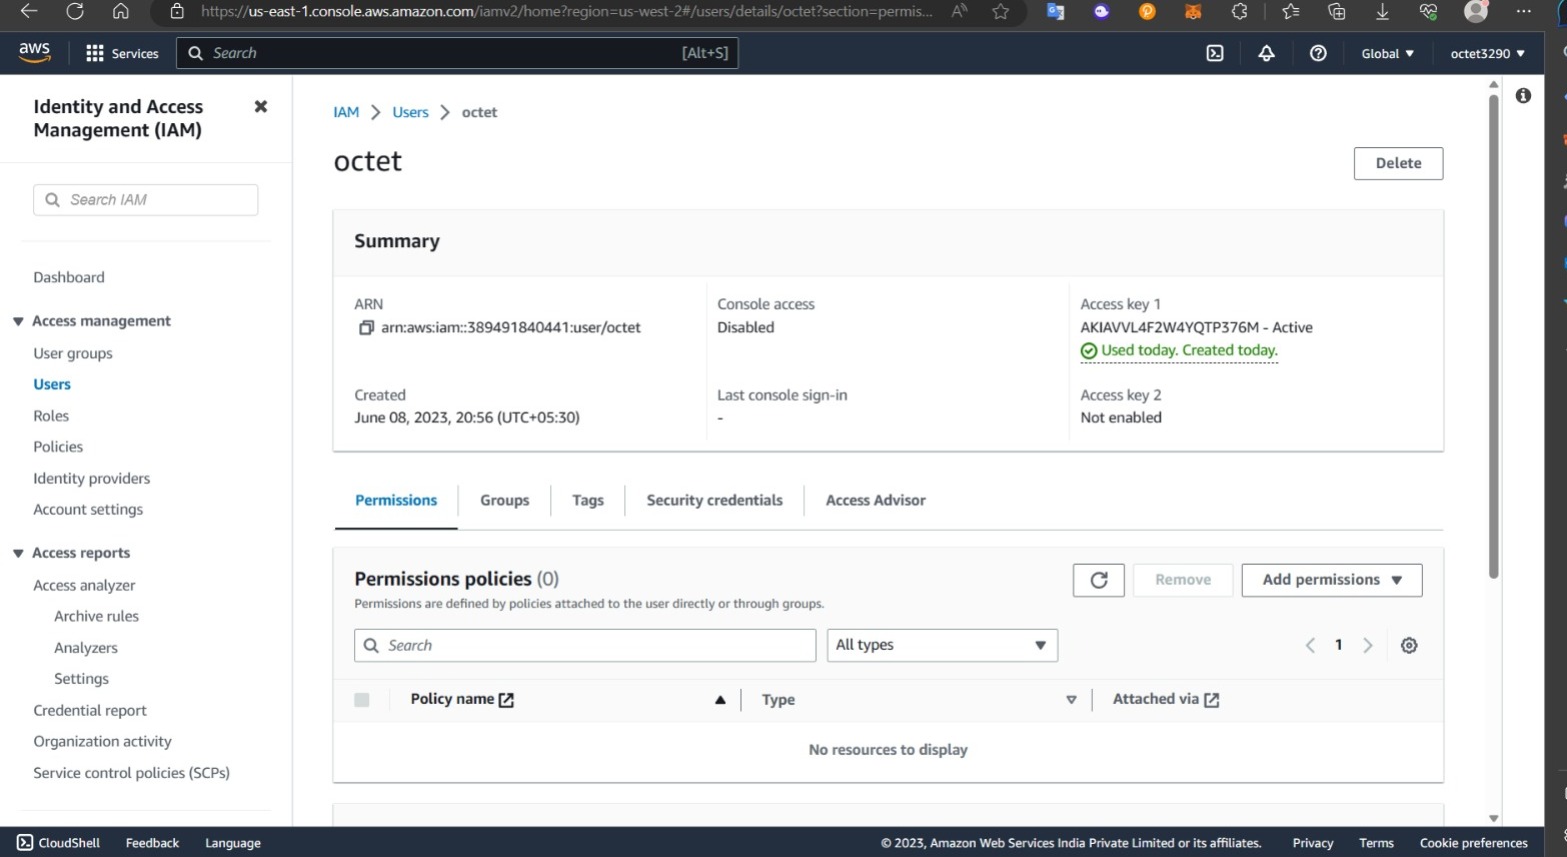 https://us-east-1.console.aws.amazon.com/iamv2/home?region=us-west-2#/users/details/octet?section=permis...
aws Services Search [Alt+S] Global octet3290
Identity and Access
Management (IAM)
Search IAM
Dashboard
Access management
User groups
Users
Roles
Policies
Identity providers
Account settings
Access reports
Access analyzer
Archive rules
Analyzers
Settings
Credential report
Organization activity
Service control policies (SCPs)
IAM > Users > octet
octet
Delete
Summary
ARN
arn:aws:iam::389491840441:user/octet
Console access
Disabled
Access key 1
AKIAVVL4F2W4YQTP376M - Active
Used today. Created today.
Created
June 08, 2023, 20:56 (UTC+05:30)
Last console sign-in
-
Access key 2
Not enabled
Permissions Groups Tags Security credentials Access Advisor
Permissions policies (0)
Permissions are defined by policies attached to the user directly or through groups.
Remove Add permissions
Search All types 1
Policy name Type Attached via
No resources to display
CloudShell Feedback Language © 2023, Amazon Web Services India Private Limited or its affiliates. Privacy Terms Cookie preferences